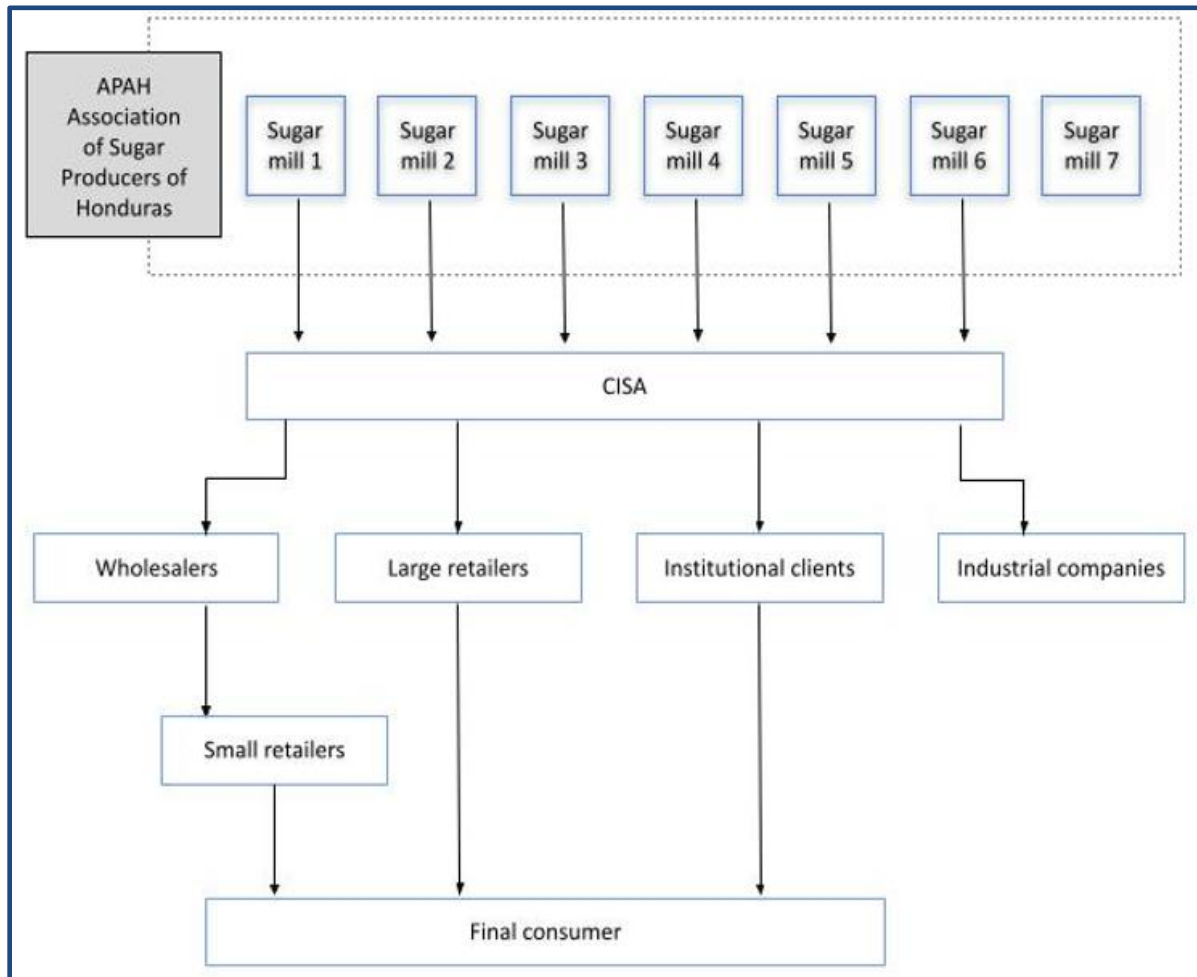 APAH
Association
of Sugar
Producers of
Honduras
Sugar
mill 1
Sugar
mill 2
Sugar
mill 3
Sugar
mill 4
Sugar
mill 5
Sugar
mill 6
Sugar
mill 7
CISA
Wholesalers
Large retailers
Institutional clients
Industrial companies
Small retailers
Final consumer